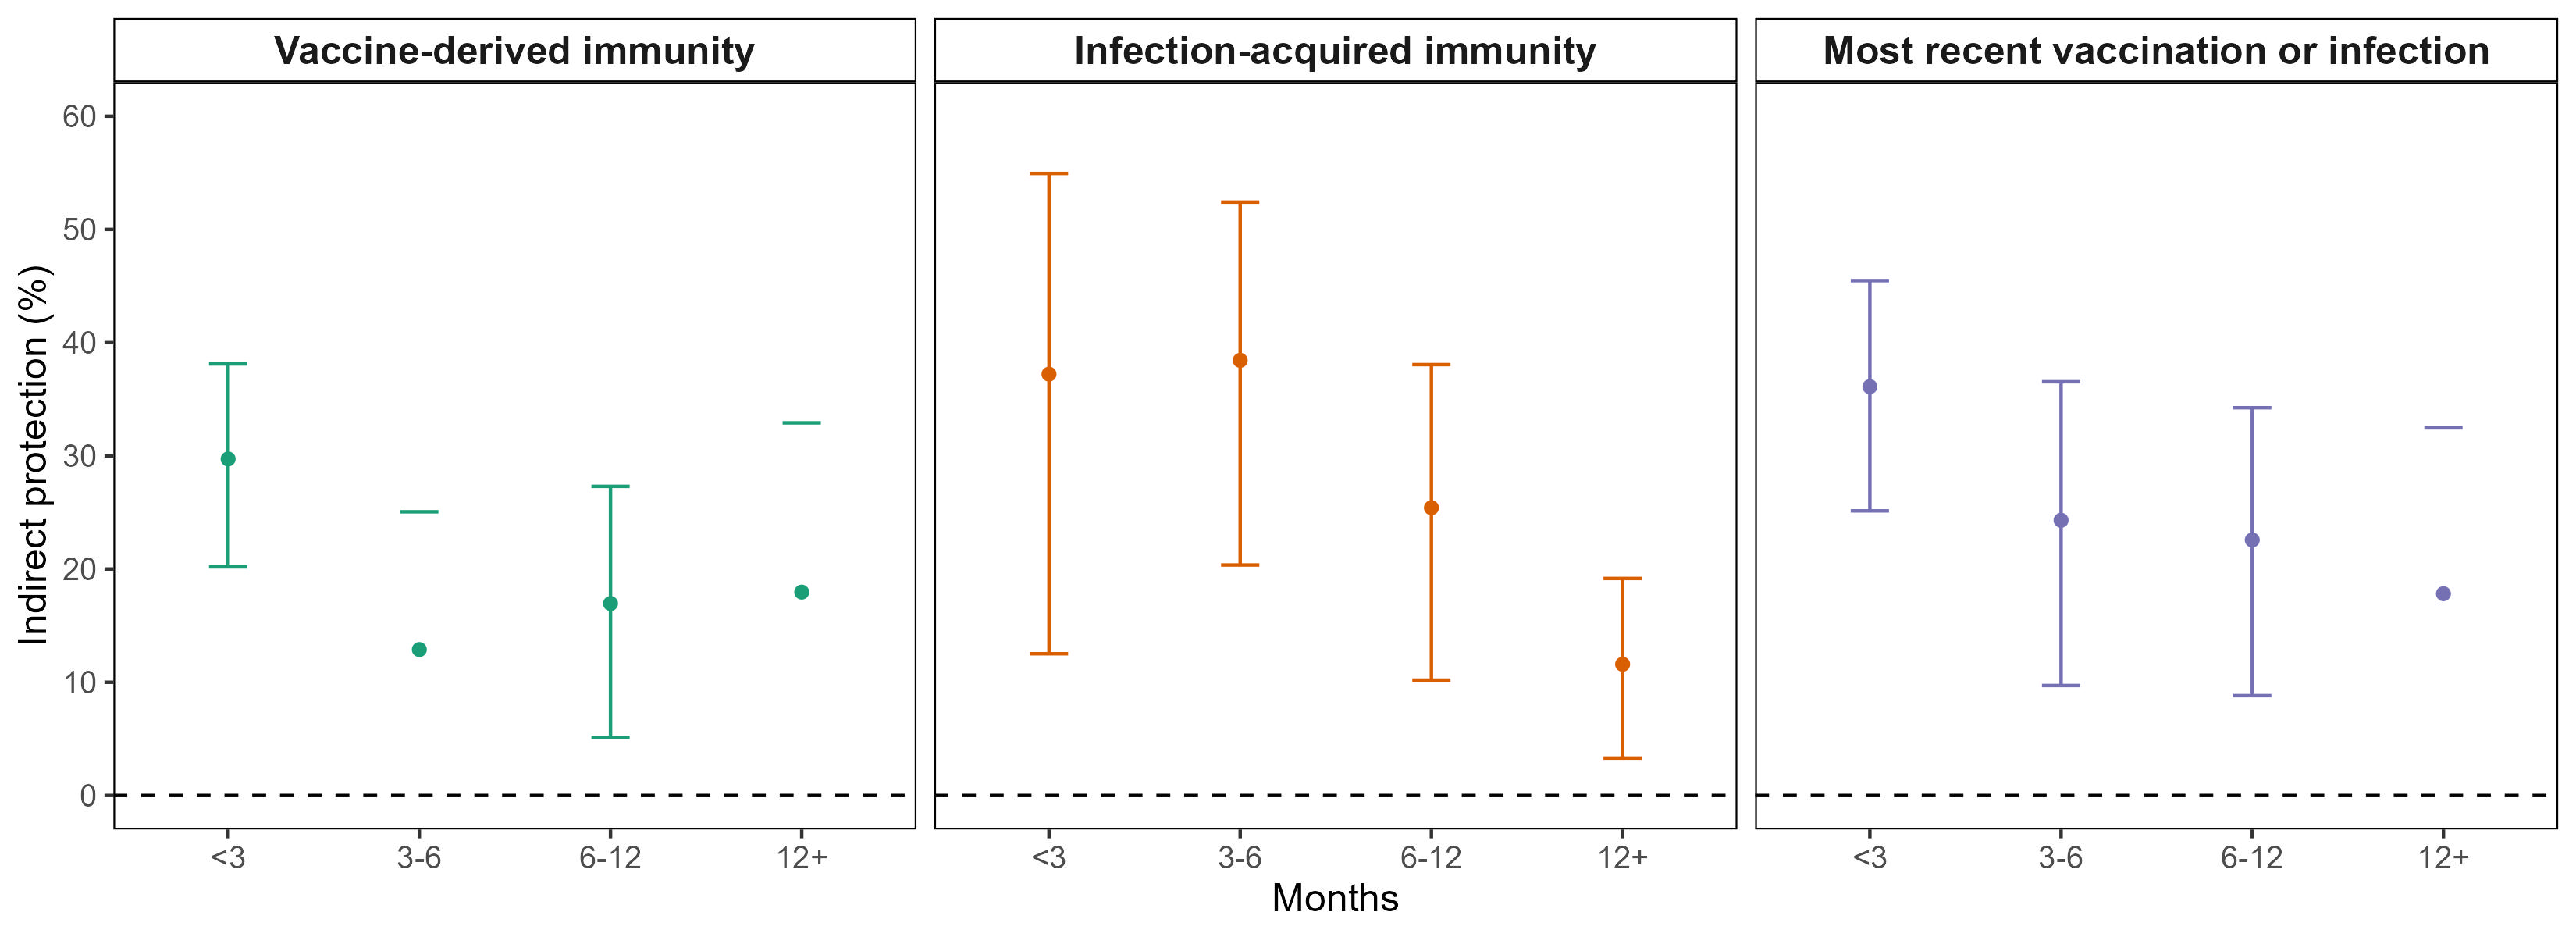 Vaccine-derived immunity
Infection-acquired immunity
Most recent vaccination or infection
Indirect protection (%)
60
50
40
30
20
10
0
<3 3-6 6-12 12+
<3 3-6 6-12 12+
<3 3-6 6-12 12+
Months